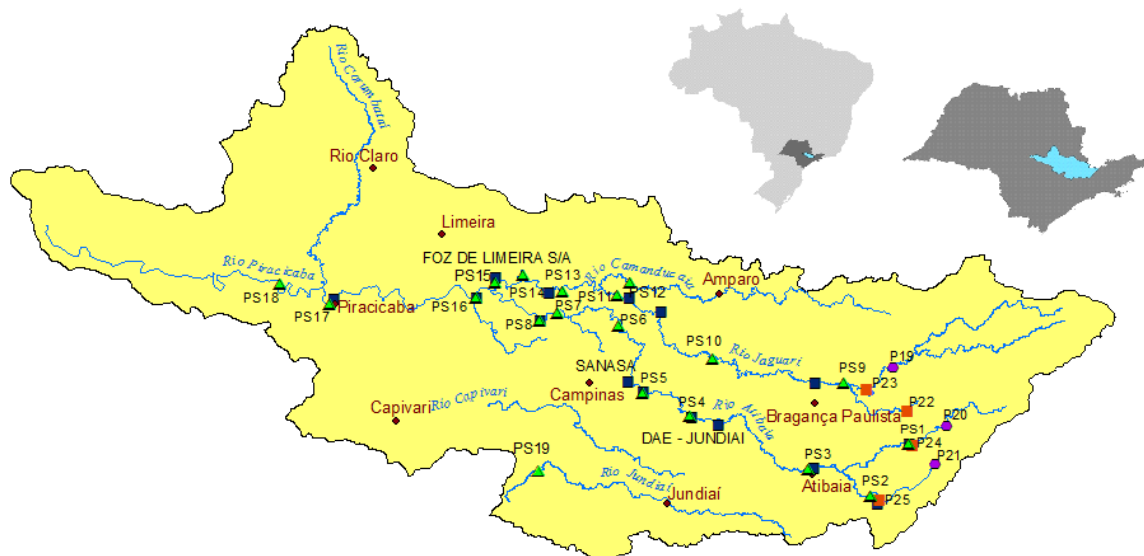 Rio Corumbataí
Rio Claro
Limeira
FOZ DE LIMEIRA S/A
Rio Piracicaba
PS15
PS13
Rio Camanducaia
Amparo
PS18
PS14
PS11
PS12
PS17
Piracicaba
PS16
PS8
PS7
PS6
PS10
Rio Jaguari
P19
SANASA
PS9
P23
Campinas
PS5
Bragança Paulista
P22
Capivari
Rio Capivari
PS4
Rio Atibaia
P20
DAE - JUNDIAI
PS1
P24
PS19
PS3
P21
Rio Jundiaí
Atibaia
PS2
Jundiaí
P25